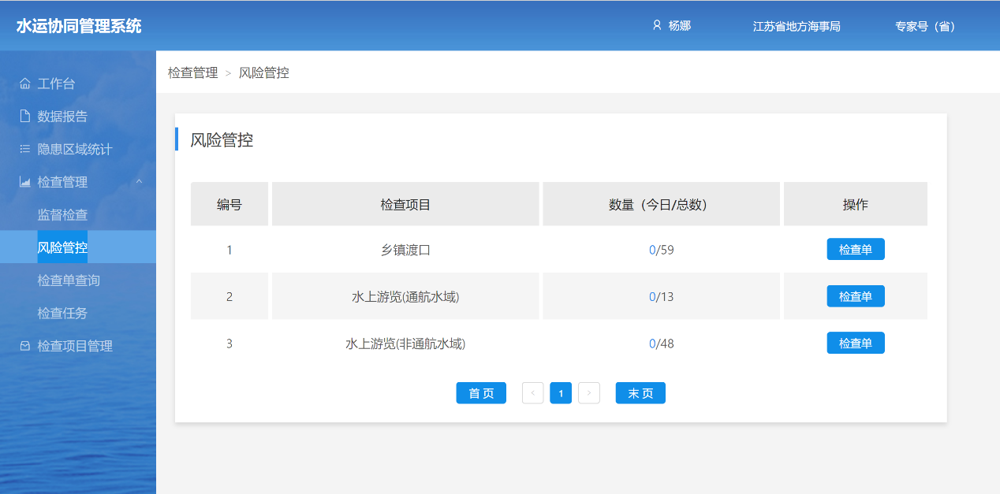 水运协同管理系统
杨娜 江苏省地方海事局 专家号（省）
工作台
数据报告
隐患区域统计
检查管理
监督检查
风险管控
检查单查询
检查任务
检查项目管理
检查管理 > 风险管控
风险管控
编号 检查项目 数量（今日/总数） 操作
1 乡镇渡口 0/59 检查单
2 水上游览(通航水域) 0/13 检查单
3 水上游览(非通航水域) 0/48 检查单
首 页 < 1 > 末 页